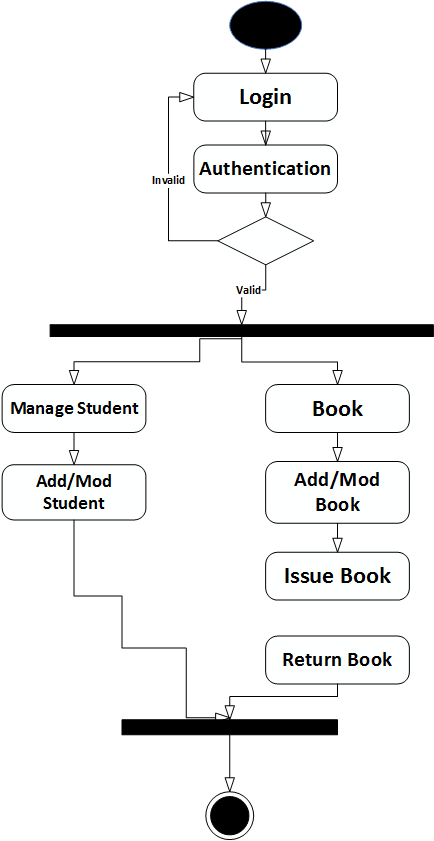 Login
Authentication
Invalid
Valid
Manage Student
Book
Add/Mod
Student
Add/Mod
Book
Issue Book
Return Book